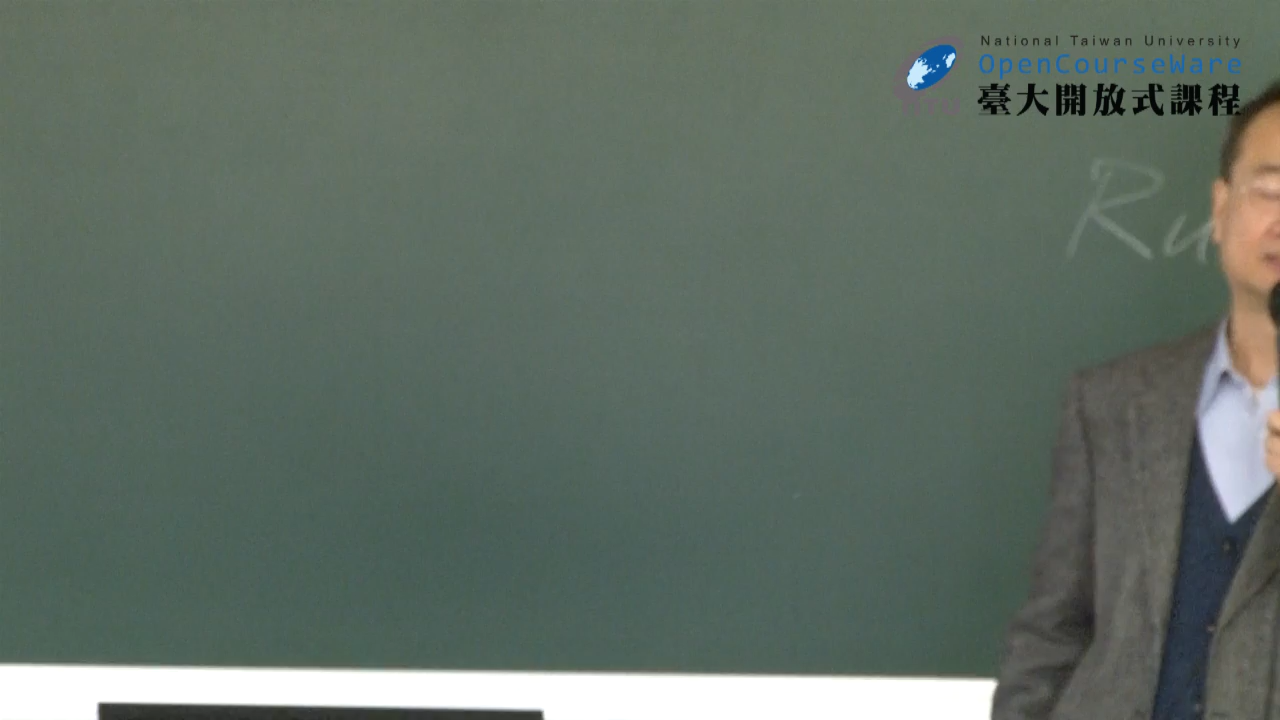 National Taiwan University
OpenCourseWare
臺大開放式課程
Ru